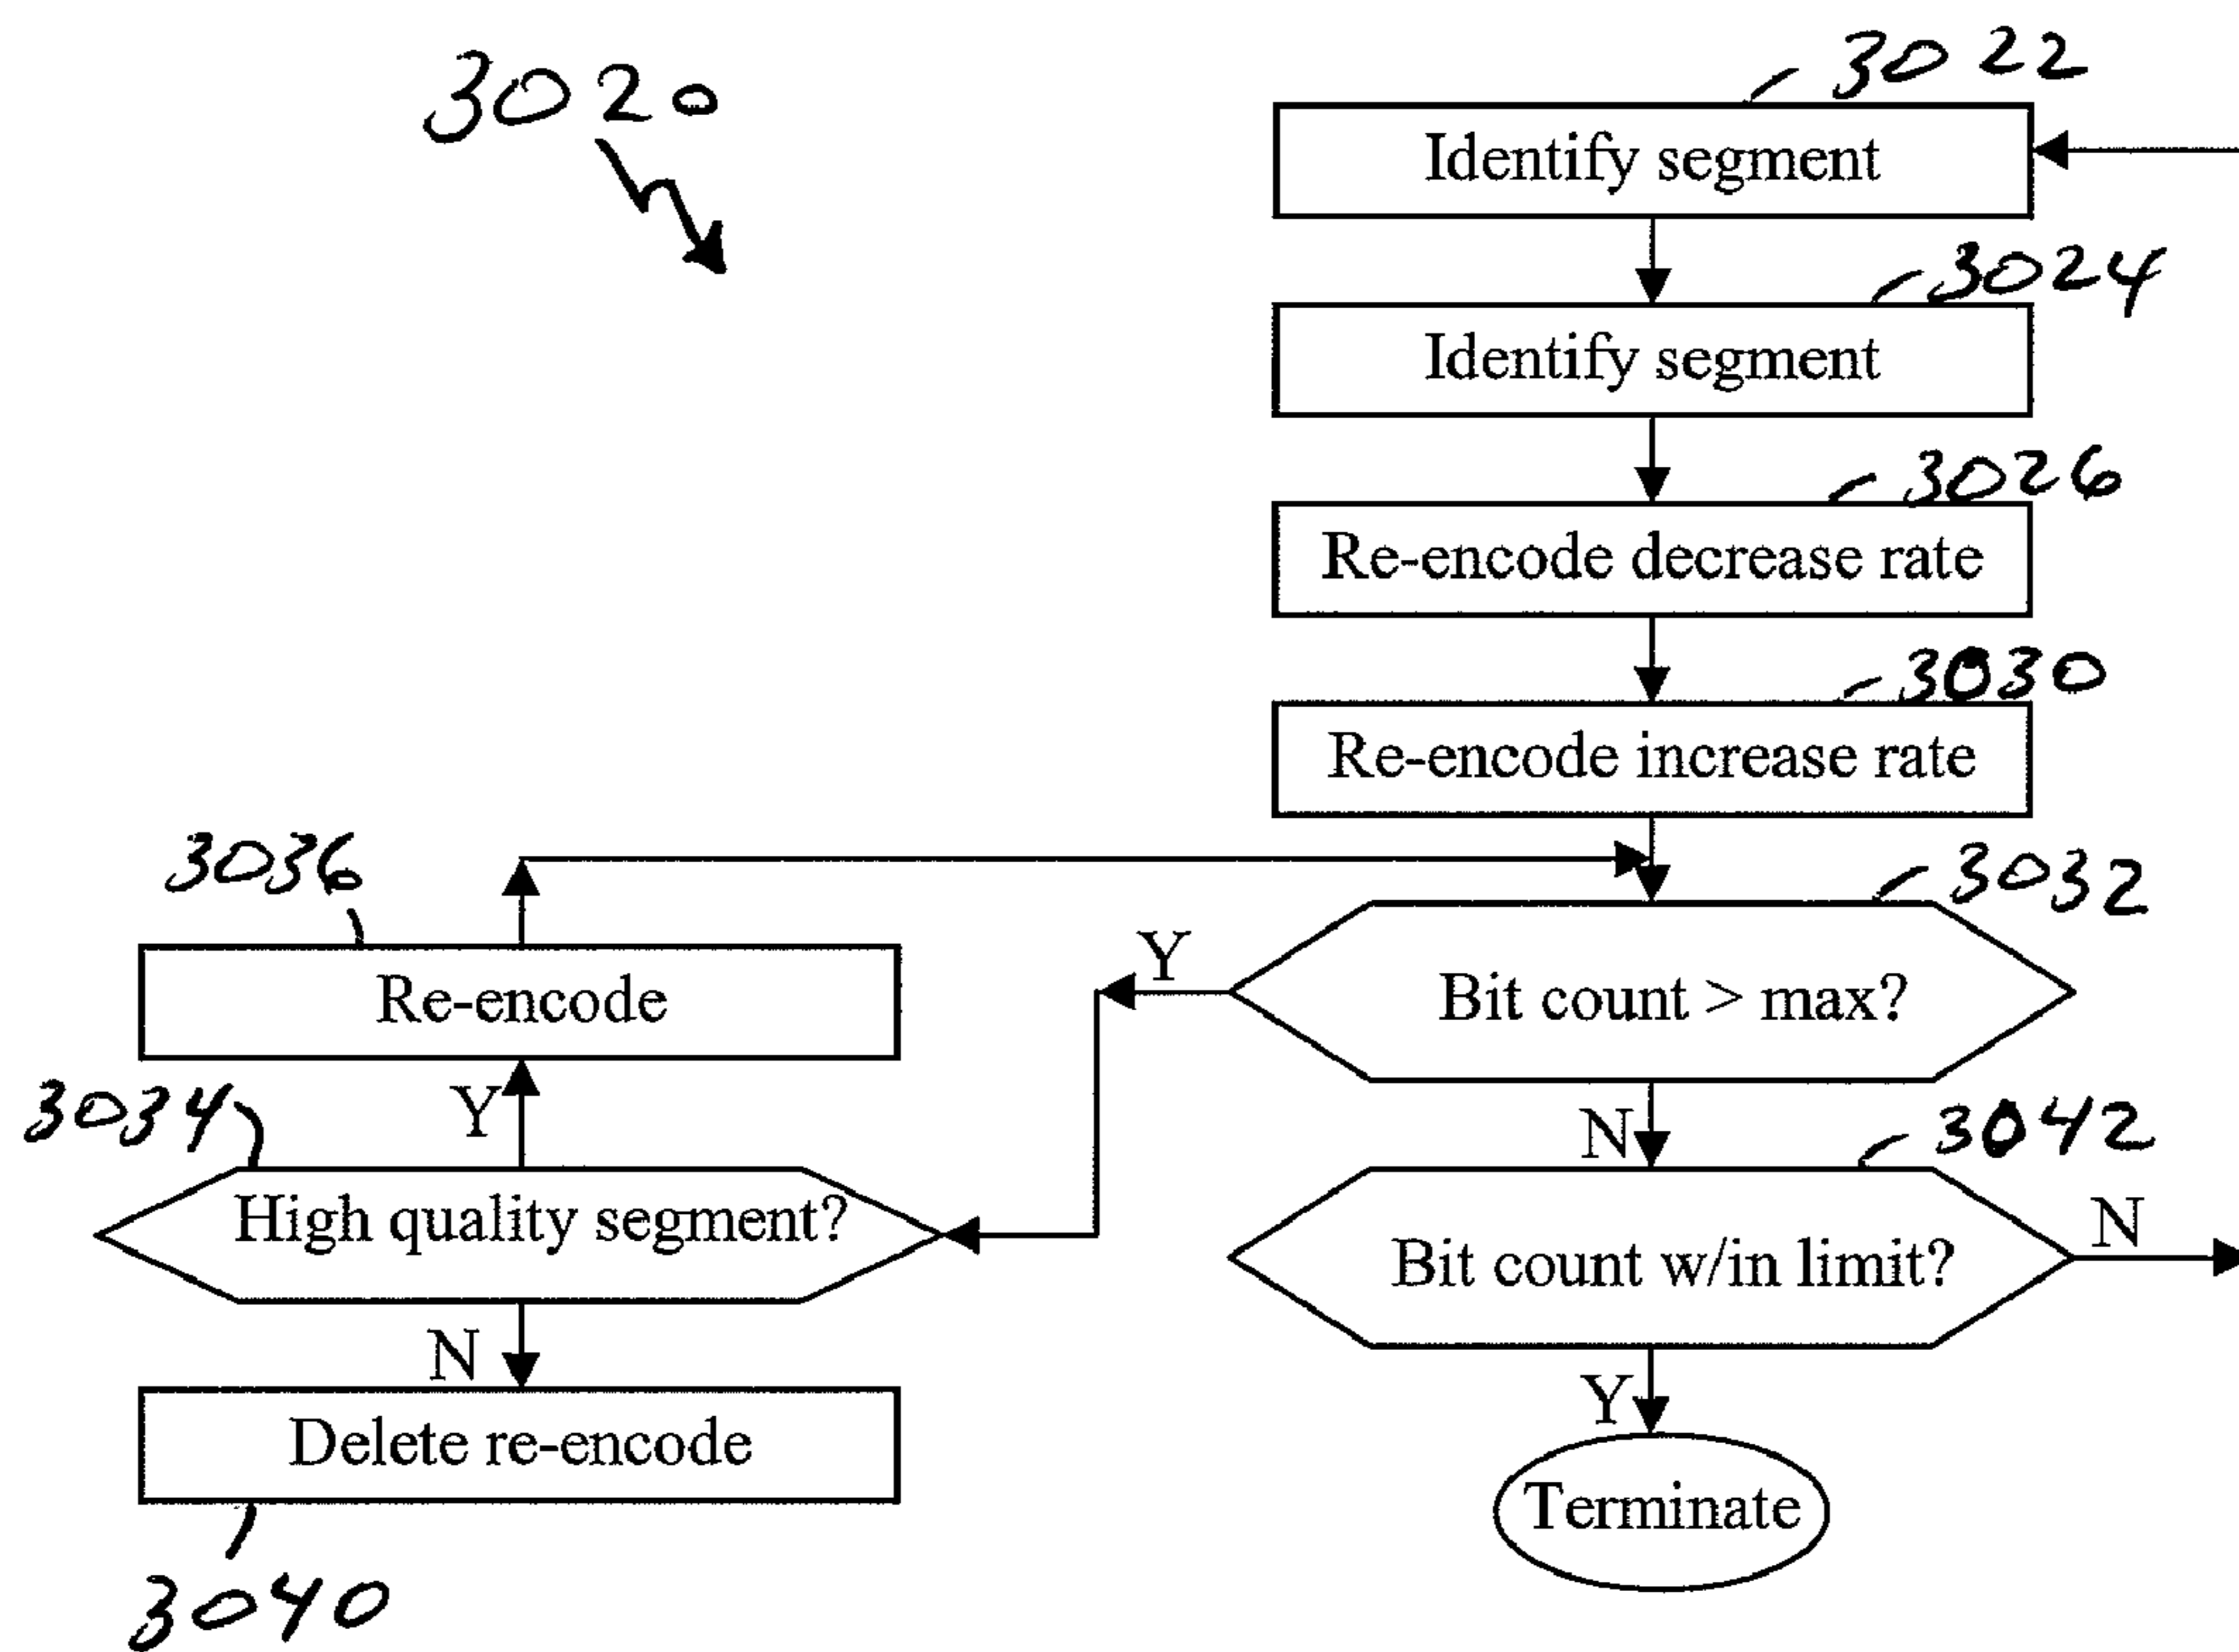 3020
3022
Identify segment
3024
Identify segment
3026
Re-encode decrease rate
3030
Re-encode increase rate
3036
3032
Y
Bit count > max?
Re-encode
3034
Y
N
3042
High quality segment?
N
Bit count w/in limit?
N
Y
Delete re-encode
Terminate
3040